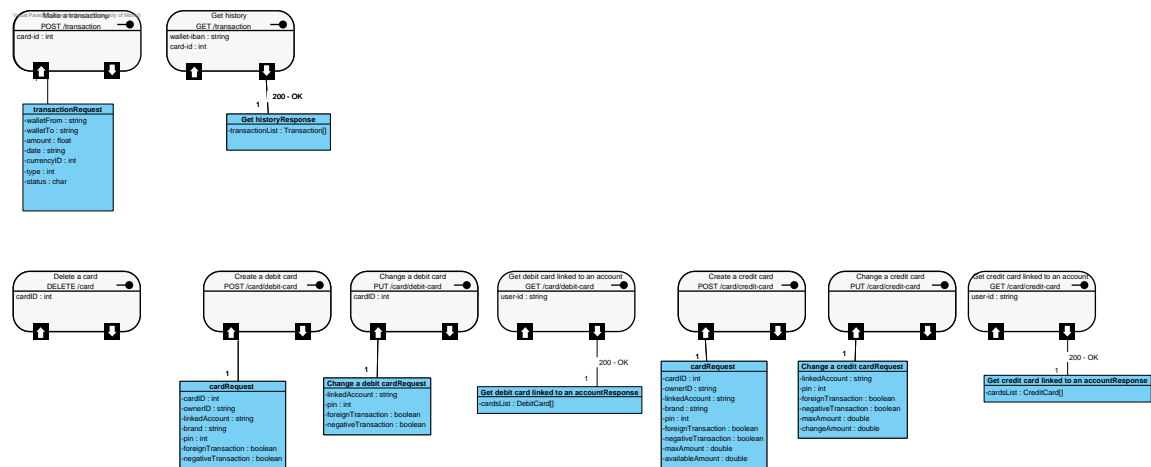 Make a transaction
POST /transaction
card-id : int
Get history
GET /transaction
wallet-iban : string
card-id : int
transactionRequest
-walletFrom : string
-walletTo : string
-amount : float
-date : string
-currencyID : int
-type : int
-status : char
200 - OK
1
Get historyResponse
-transactionList : Transaction[]
Delete a card
DELETE /card
cardID : int
Create a debit card
POST /card/debit-card
Change a debit card
PUT /card/debit-card
cardID : int
Get debit card linked to an account
GET /card/debit-card
user-id : string
Create a credit card
POST /card/credit-card
Change a credit card
PUT /card/credit-card
Get credit card linked to an account
GET /card/credit-card
user-id : string
1
cardRequest
-cardID : int
-ownerID : string
-linkedAccount : string
-brand : string
-pin : int
-foreignTransaction : boolean
-negativeTransaction : boolean
1
Change a debit cardRequest
-linkedAccount : string
-pin : int
-foreignTransaction : boolean
-negativeTransaction : boolean
200 - OK
1
Get debit card linked to an accountResponse
-cardsList : DebitCard[]
1
cardRequest
-cardID : int
-ownerID : string
-linkedAccount : string
-brand : string
-pin : int
-foreignTransaction : boolean
-negativeTransaction : boolean
-maxAmount : double
-availableAmount : double
1
Change a credit cardRequest
-linkedAccount : string
-pin : int
-foreignTransaction : boolean
-negativeTransaction : boolean
-maxAmount : double
-changeAmount : double
200 - OK
1
Get credit card linked to an accountResponse
-cardsList : CreditCard[]